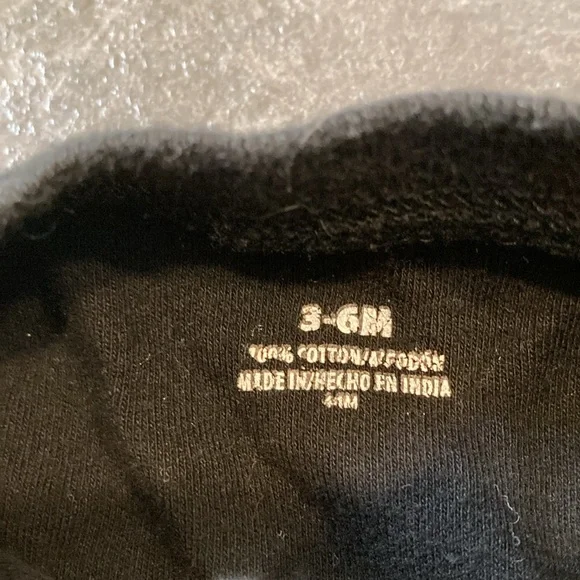 3-6M
100% COTTON/ALGODÓN
MADE IN/HECHO EN INDIA